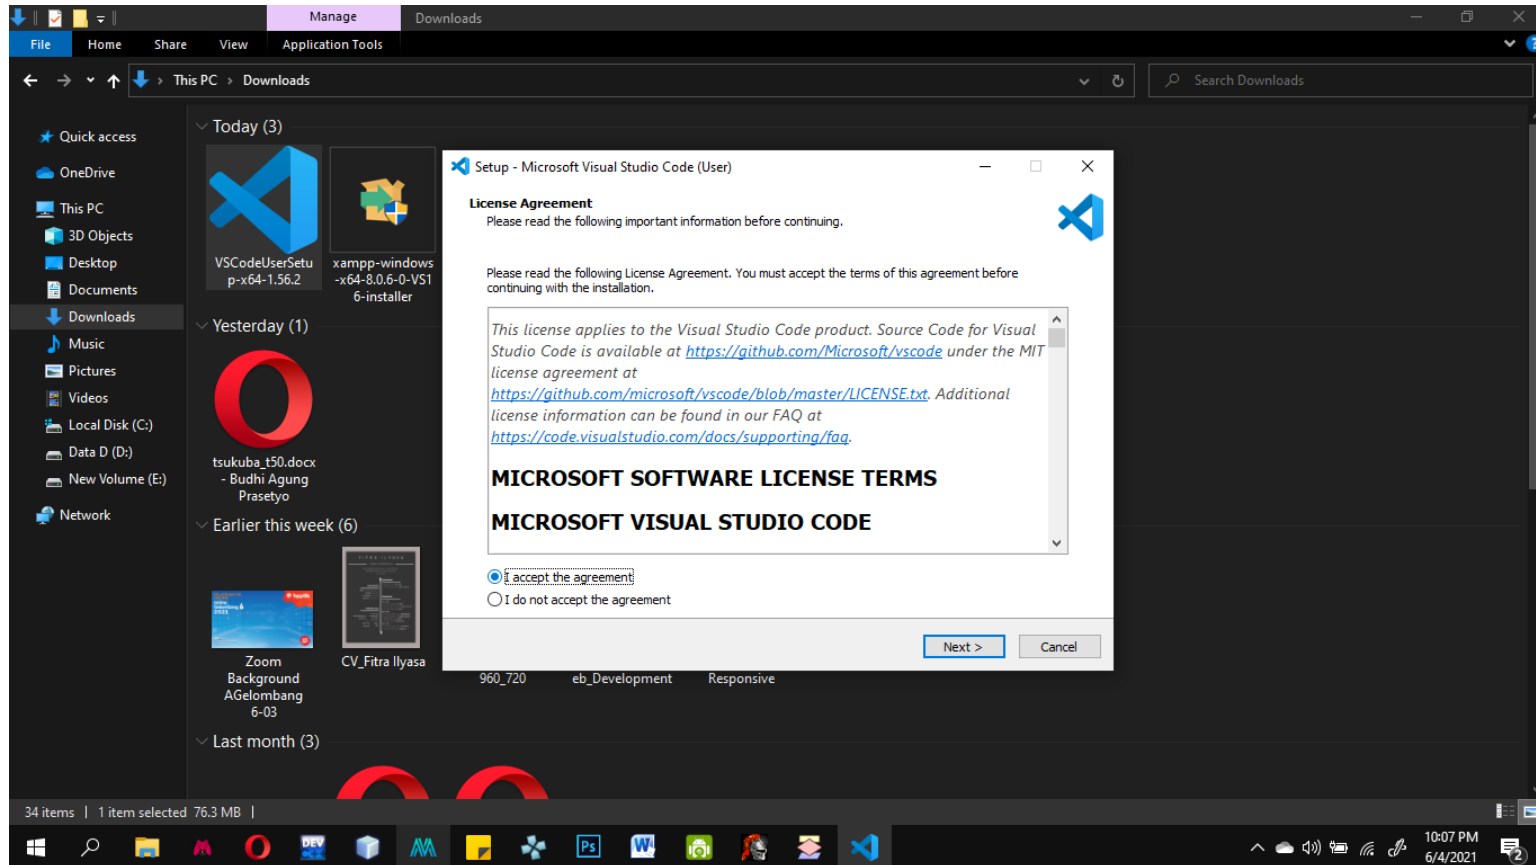 Manage
Downloads
File
Home
Share
View
Application Tools
This PC
Downloads
Search Downloads
Quick access
OneDrive
This PC
3D Objects
Desktop
Documents
Downloads
Music
Pictures
Videos
Local Disk (C:)
Data D (D:)
New Volume (E:)
Network
Today (3)
VSCodeUserSetu
p-x64-1.56.2
xampp-windows
-x64-8.0.6-0-VS1
6-installer
Yesterday (1)
tsukuba_t50.docx
- Budhi Agung
Prasetyo
Earlier this week (6)
Zoom
Background
AGelombang
6-03
CV_Fitra Ilyasa
960_720
eb_Development
Responsive
Last month (3)
Setup - Microsoft Visual Studio Code (User)
License Agreement
Please read the following important information before continuing.
Please read the following License Agreement. You must accept the terms of this agreement before
continuing with the installation.
This license applies to the Visual Studio Code product. Source Code for Visual
Studio Code is available at https://github.com/Microsoft/vscode under the MIT
license agreement at
https://github.com/microsoft/vscode/blob/master/LICENSE.txt. Additional
license information can be found in our FAQ at
https://code.visualstudio.com/docs/supporting/faq.
MICROSOFT SOFTWARE LICENSE TERMS
MICROSOFT VISUAL STUDIO CODE
I accept the agreement
I do not accept the agreement
Next >
Cancel
34 items
1 item selected
76.3 MB
DEV
Ps
W
10:07 PM
6/4/2021
2